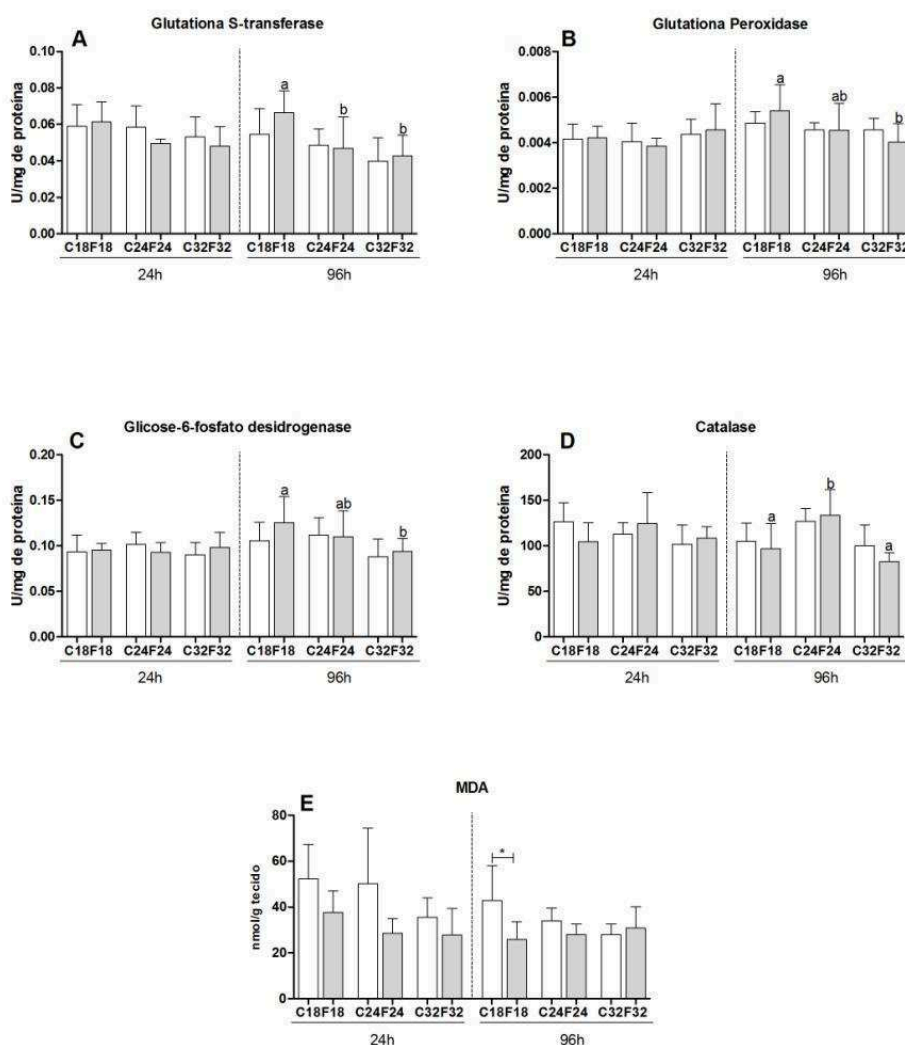 A Glutationa S-transferase
U/mg de proteína
0.10
0.08
0.06
0.04
0.02
0.00
a
b
b
C18F18 C24F24 C32F32 C18F18 C24F24 C32F32
24h 96h
B Glutationa Peroxidase
U/mg de proteína
0.008
0.006
0.004
0.002
0.000
a
ab
b
C18F18 C24F24 C32F32 C18F18 C24F24 C32F32
24h 96h
C Glicose-6-fosfato desidrogenase
U/mg de proteína
0.20
0.15
0.10
0.05
0.00
a
ab
b
C18F18 C24F24 C32F32 C18F18 C24F24 C32F32
24h 96h
D Catalase
U/mg de proteína
200
150
100
50
0
a
b
a
C18F18 C24F24 C32F32 C18F18 C24F24 C32F32
24h 96h
E MDA
nmol/g tecido
80
60
40
20
0
*
C18F18 C24F24 C32F32 C18F18 C24F24 C32F32
24h 96h